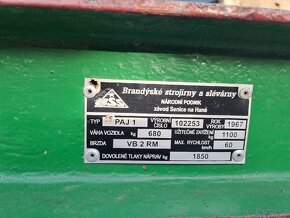 Brandýské strojírny a slévárny
NÁRODNÍ PODNIK
závod Senice na Hané
TYP PAJ 1 VÝROBNÍ ČÍSLO 102253 ROK VÝROBY 1967
VÁHA VOZIDLA kg 680 UŽITEČNÉ ZATÍŽENÍ kg 1100
BRZDA VB 2 RM MAX. RYCHLOST km/h 60
DOVOLENÉ TLAKY NÁPRAV kg 1850